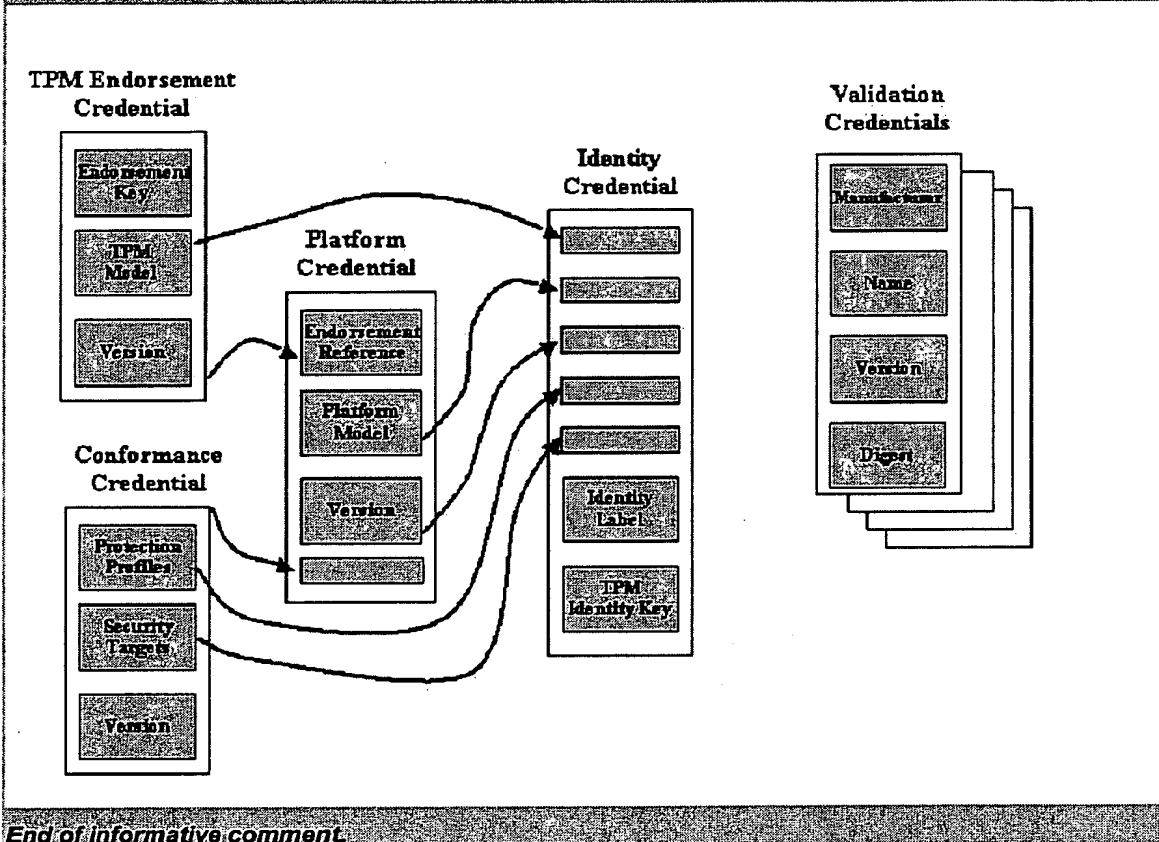 TPM Endorsement
Credential
Endorsement
Key
TPM
Model
Version
Conformance
Credential
Protection
Profiles
Security
Targets
Version
Platform
Credential
Endorsement
Reference
Platform
Model
Version
Identity
Credential
Identity
Label
TPM
Identity Key
Validation
Credentials
Manufacturer
Name
Version
Digest
End of informative comment.